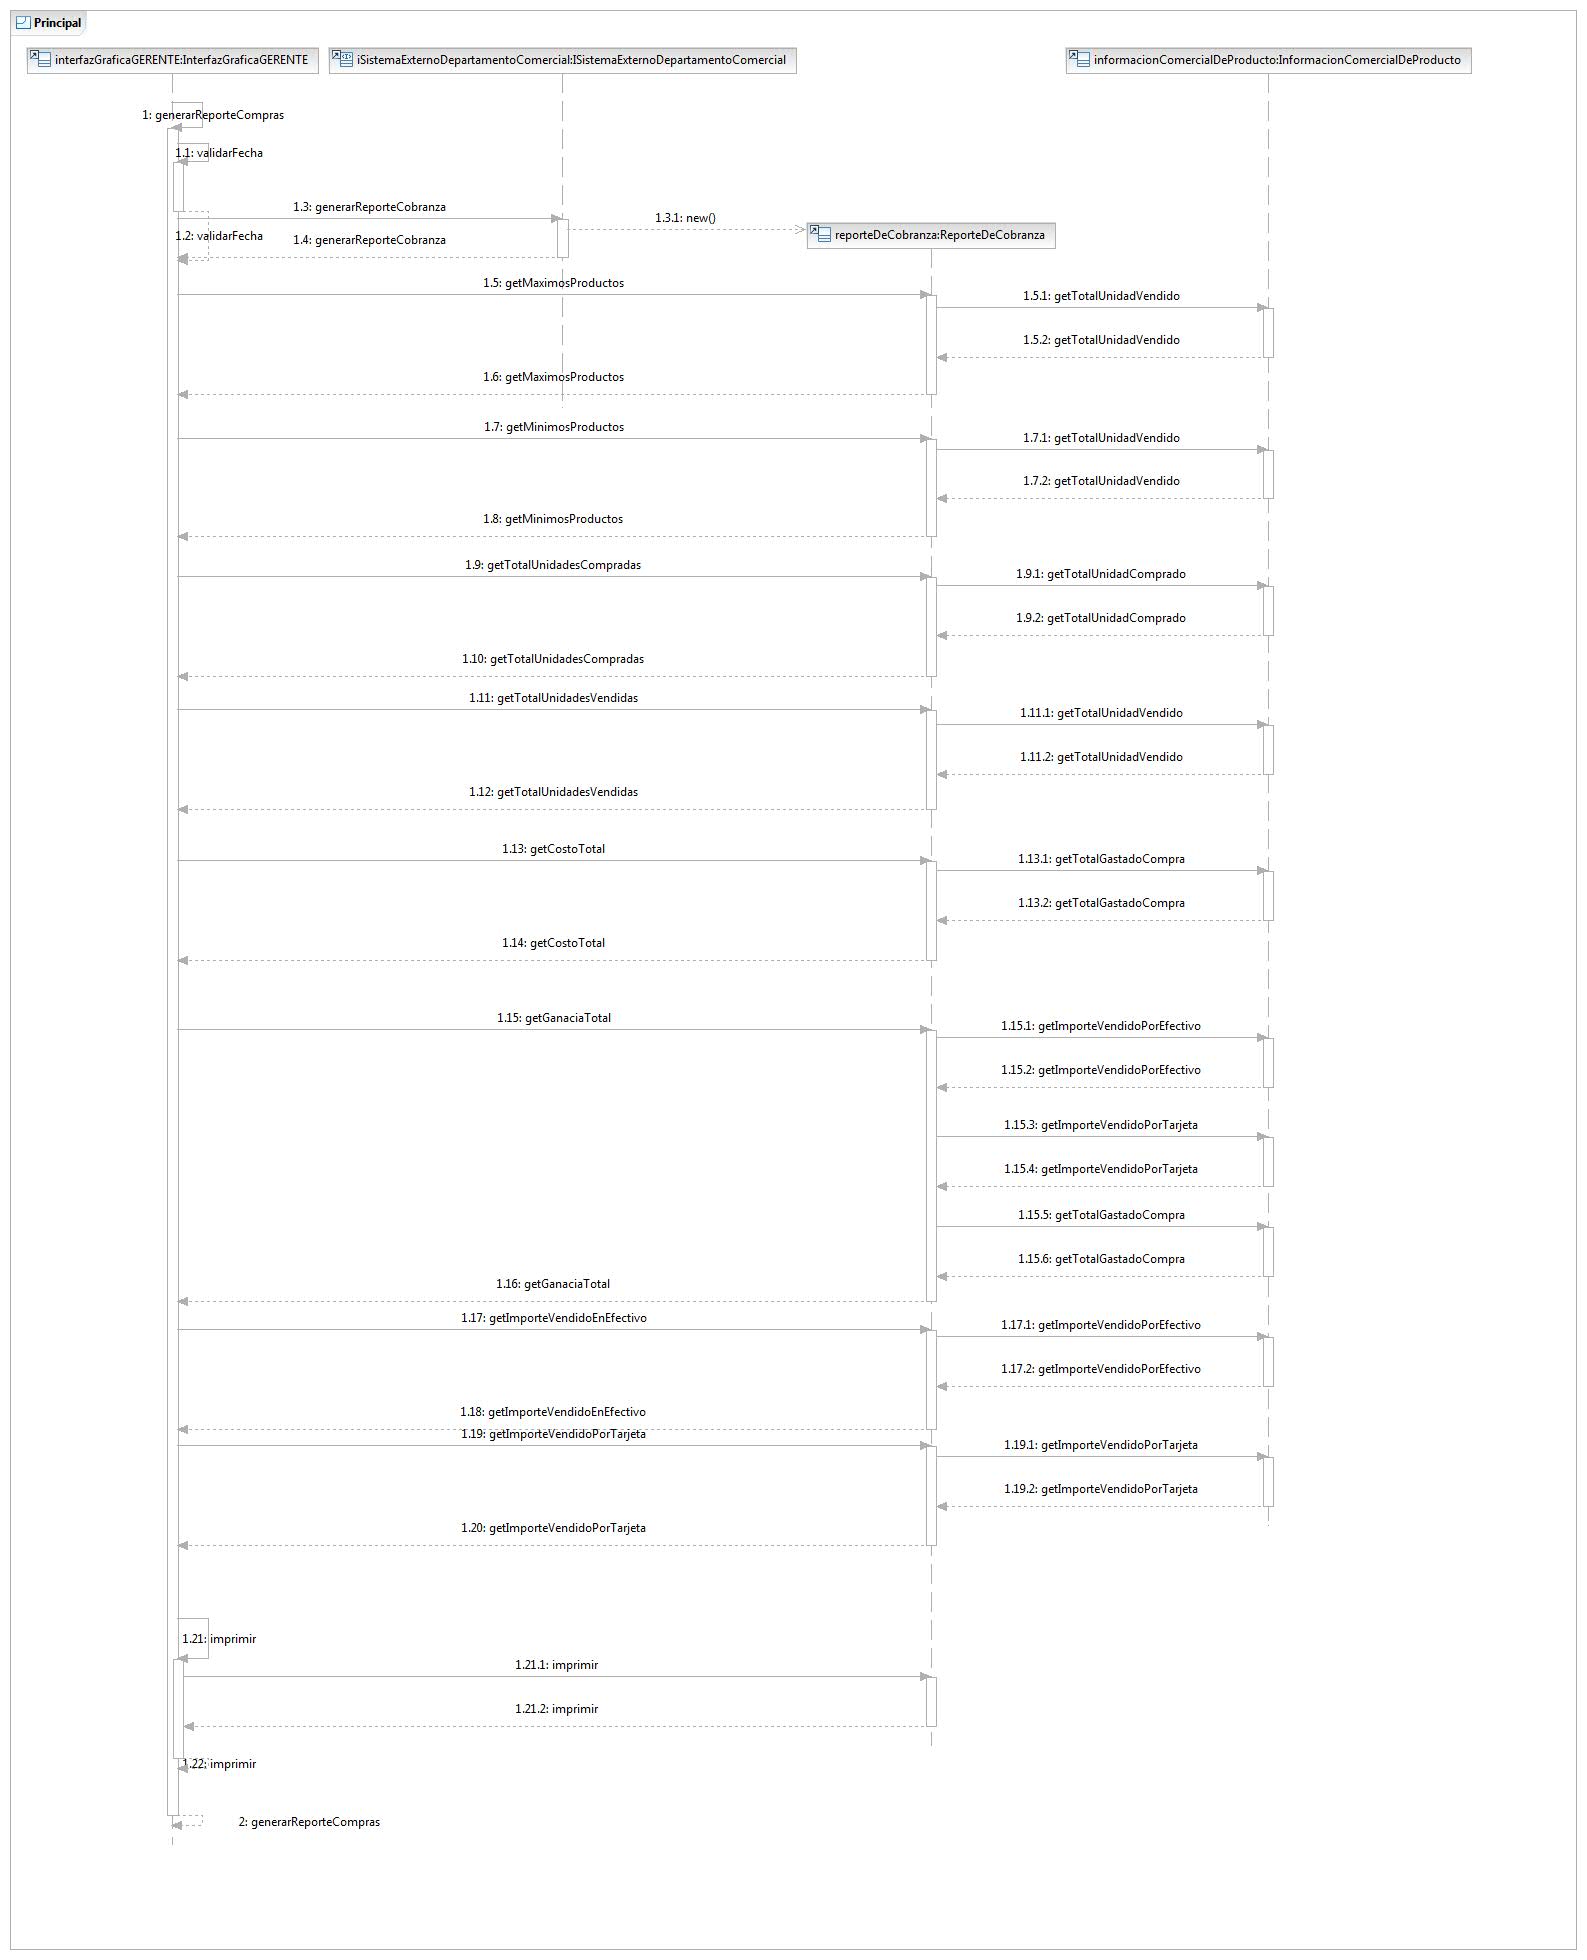 Principal
interfazGraficaGERENTE:InterfazGraficaGERENTE
iSistemaExternoDepartamentoComercial:ISistemaExternoDepartamentoComercial
informacionComercialDeProducto:InformacionComercialDeProducto
1: generarReporteCompras
1.1: validarFecha
1.3: generarReporteCobranza
1.3.1: new()
reporteDeCobranza:ReporteDeCobranza
1.2: validarFecha
1.4: generarReporteCobranza
1.5: getMaximosProductos
1.5.1: getTotalUnidadVendido
1.5.2: getTotalUnidadVendido
1.6: getMaximosProductos
1.7: getMinimosProductos
1.7.1: getTotalUnidadVendido
1.7.2: getTotalUnidadVendido
1.8: getMinimosProductos
1.9: getTotalUnidadesCompradas
1.9.1: getTotalUnidadComprado
1.9.2: getTotalUnidadComprado
1.10: getTotalUnidadesCompradas
1.11: getTotalUnidadesVendidas
1.11.1: getTotalUnidadVendido
1.11.2: getTotalUnidadVendido
1.12: getTotalUnidadesVendidas
1.13: getCostoTotal
1.13.1: getTotalGastadoCompra
1.13.2: getTotalGastadoCompra
1.14: getCostoTotal
1.15: getGanaciaTotal
1.15.1: getImporteVendidoPorEfectivo
1.15.2: getImporteVendidoPorEfectivo
1.15.3: getImporteVendidoPorTarjeta
1.15.4: getImporteVendidoPorTarjeta
1.15.5: getTotalGastadoCompra
1.15.6: getTotalGastadoCompra
1.16: getGanaciaTotal
1.17: getImporteVendidoEnEfectivo
1.17.1: getImporteVendidoPorEfectivo
1.17.2: getImporteVendidoPorEfectivo
1.18: getImporteVendidoEnEfectivo
1.19: getImporteVendidoPorTarjeta
1.19.1: getImporteVendidoPorTarjeta
1.19.2: getImporteVendidoPorTarjeta
1.20: getImporteVendidoPorTarjeta
1.21: imprimir
1.21.1: imprimir
1.21.2: imprimir
1.22: imprimir
2: generarReporteCompras